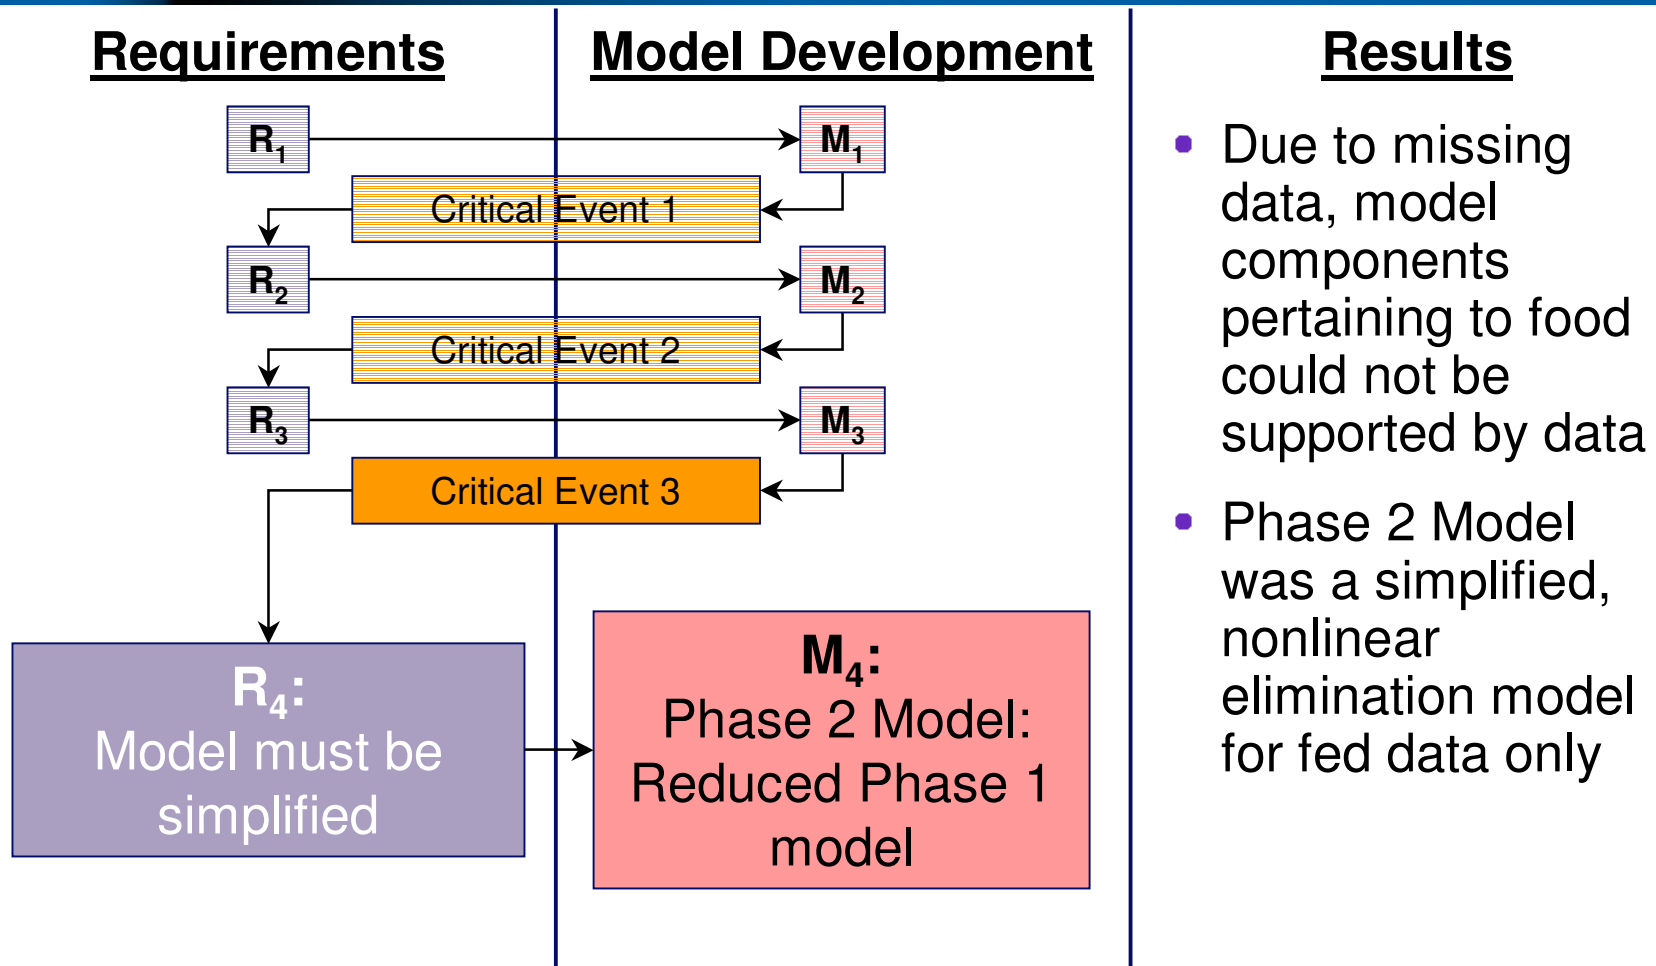 Requirements
Model Development
Results
R1
M1
Critical Event 1
R2
M2
Critical Event 2
R3
M3
Critical Event 3
R4:
Model must be
simplified
M4:
Phase 2 Model:
Reduced Phase 1
model
• Due to missing
data, model
components
pertaining to food
could not be
supported by data
• Phase 2 Model
was a simplified,
nonlinear
elimination model
for fed data only